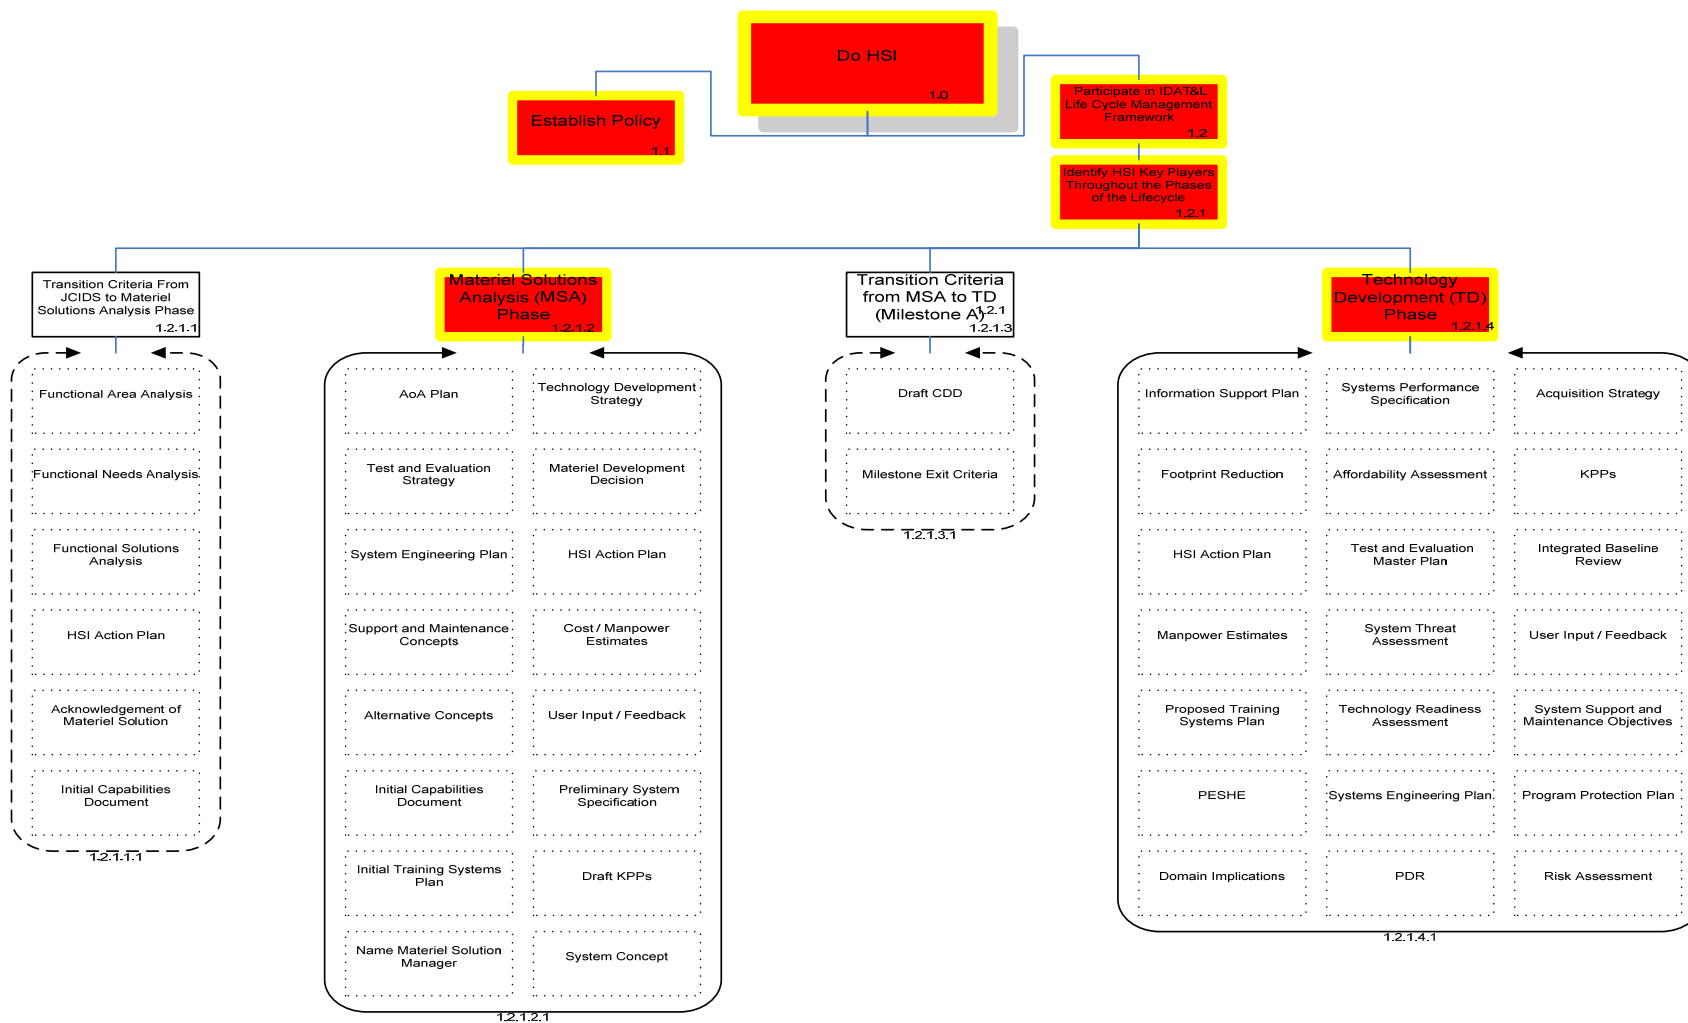 Do HSI
1.0
Establish Policy
1.1
Participate in IDAT&L
Life Cycle Management
Framework
1.2
Identify HSI Key Players
Throughout the Phases
of the Lifecycle
1.2.1
Transition Criteria From
JCIDS to Materiel
Solutions Analysis Phase
1.2.1.1
Functional Area Analysis
Functional Needs Analysis
Functional Solutions
Analysis
HSI Action Plan
Acknowledgement of
Materiel Solution
Initial Capabilities
Document
1.2.1.1.1
Materiel Solutions
Analysis (MSA)
Phase
1.2.1.2
AoA Plan
Technology Development
Strategy
Test and Evaluation
Strategy
Materiel Development
Decision
System Engineering Plan
HSI Action Plan
Support and Maintenance
Concepts
Cost / Manpower
Estimates
Alternative Concepts
User Input / Feedback
Initial Capabilities
Document
Preliminary System
Specification
Initial Training Systems
Plan
Draft KPPs
Name Materiel Solution
Manager
System Concept
1.2.1.2.1
Transition Criteria
from MSA to TD
(Milestone A)
1.2.1
1.2.1.3
Draft CDD
Milestone Exit Criteria
1.2.1.3.1
Technology
Development (TD)
Phase
1.2.1.4
Information Support Plan
Systems Performance
Specification
Acquisition Strategy
Footprint Reduction
Affordability Assessment
KPPs
HSI Action Plan
Test and Evaluation
Master Plan
Integrated Baseline
Review
Manpower Estimates
System Threat
Assessment
User Input / Feedback
Proposed Training
Systems Plan
Technology Readiness
Assessment
System Support and
Maintenance Objectives
PESHE
Systems Engineering Plan
Program Protection Plan
Domain Implications
PDR
Risk Assessment
1.2.1.4.1